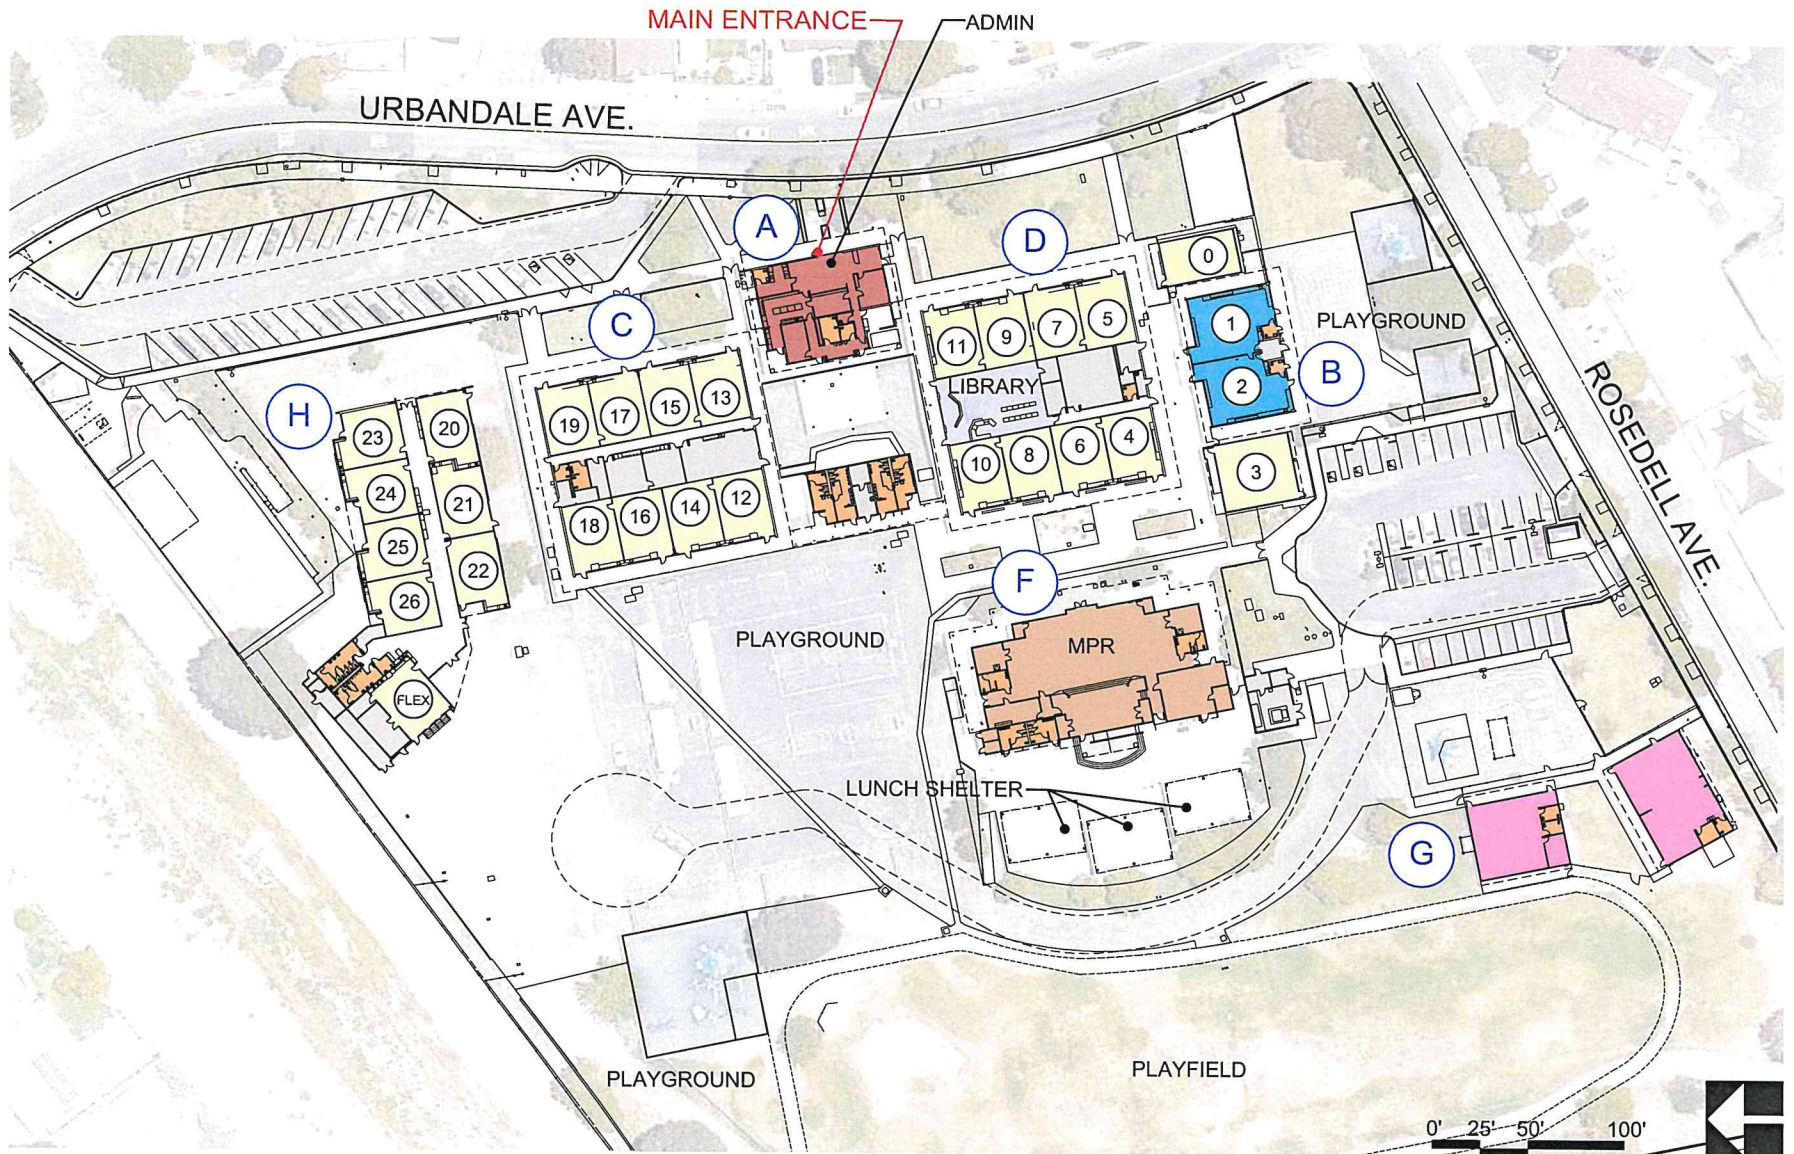 MAIN ENTRANCE
ADMIN
URBANDALE AVE.
A
D
0
C
1
PLAYGROUND
5
7
9
11
B
ROSEDELL AVE.
2
LIBRARY
H
13
15
17
19
20
23
4
6
8
10
3
24
21
12
14
16
18
25
22
26
F
PLAYGROUND
MPR
FLEX
LUNCH SHELTER
G
PLAYGROUND
PLAYFIELD
0' 25' 50' 100'